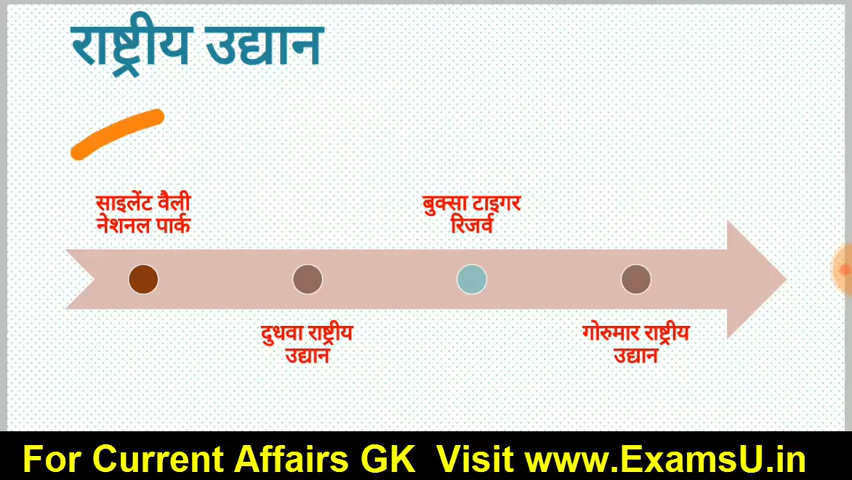 राष्ट्रीय उद्यान
साइलेंट वैली
नेशनल पार्क
बुक्सा टाइगर
रिजर्व
दुधवा राष्ट्रीय
उद्यान
गोरुमार राष्ट्रीय
उद्यान
For Current Affairs GK Visit www.ExamsU.in